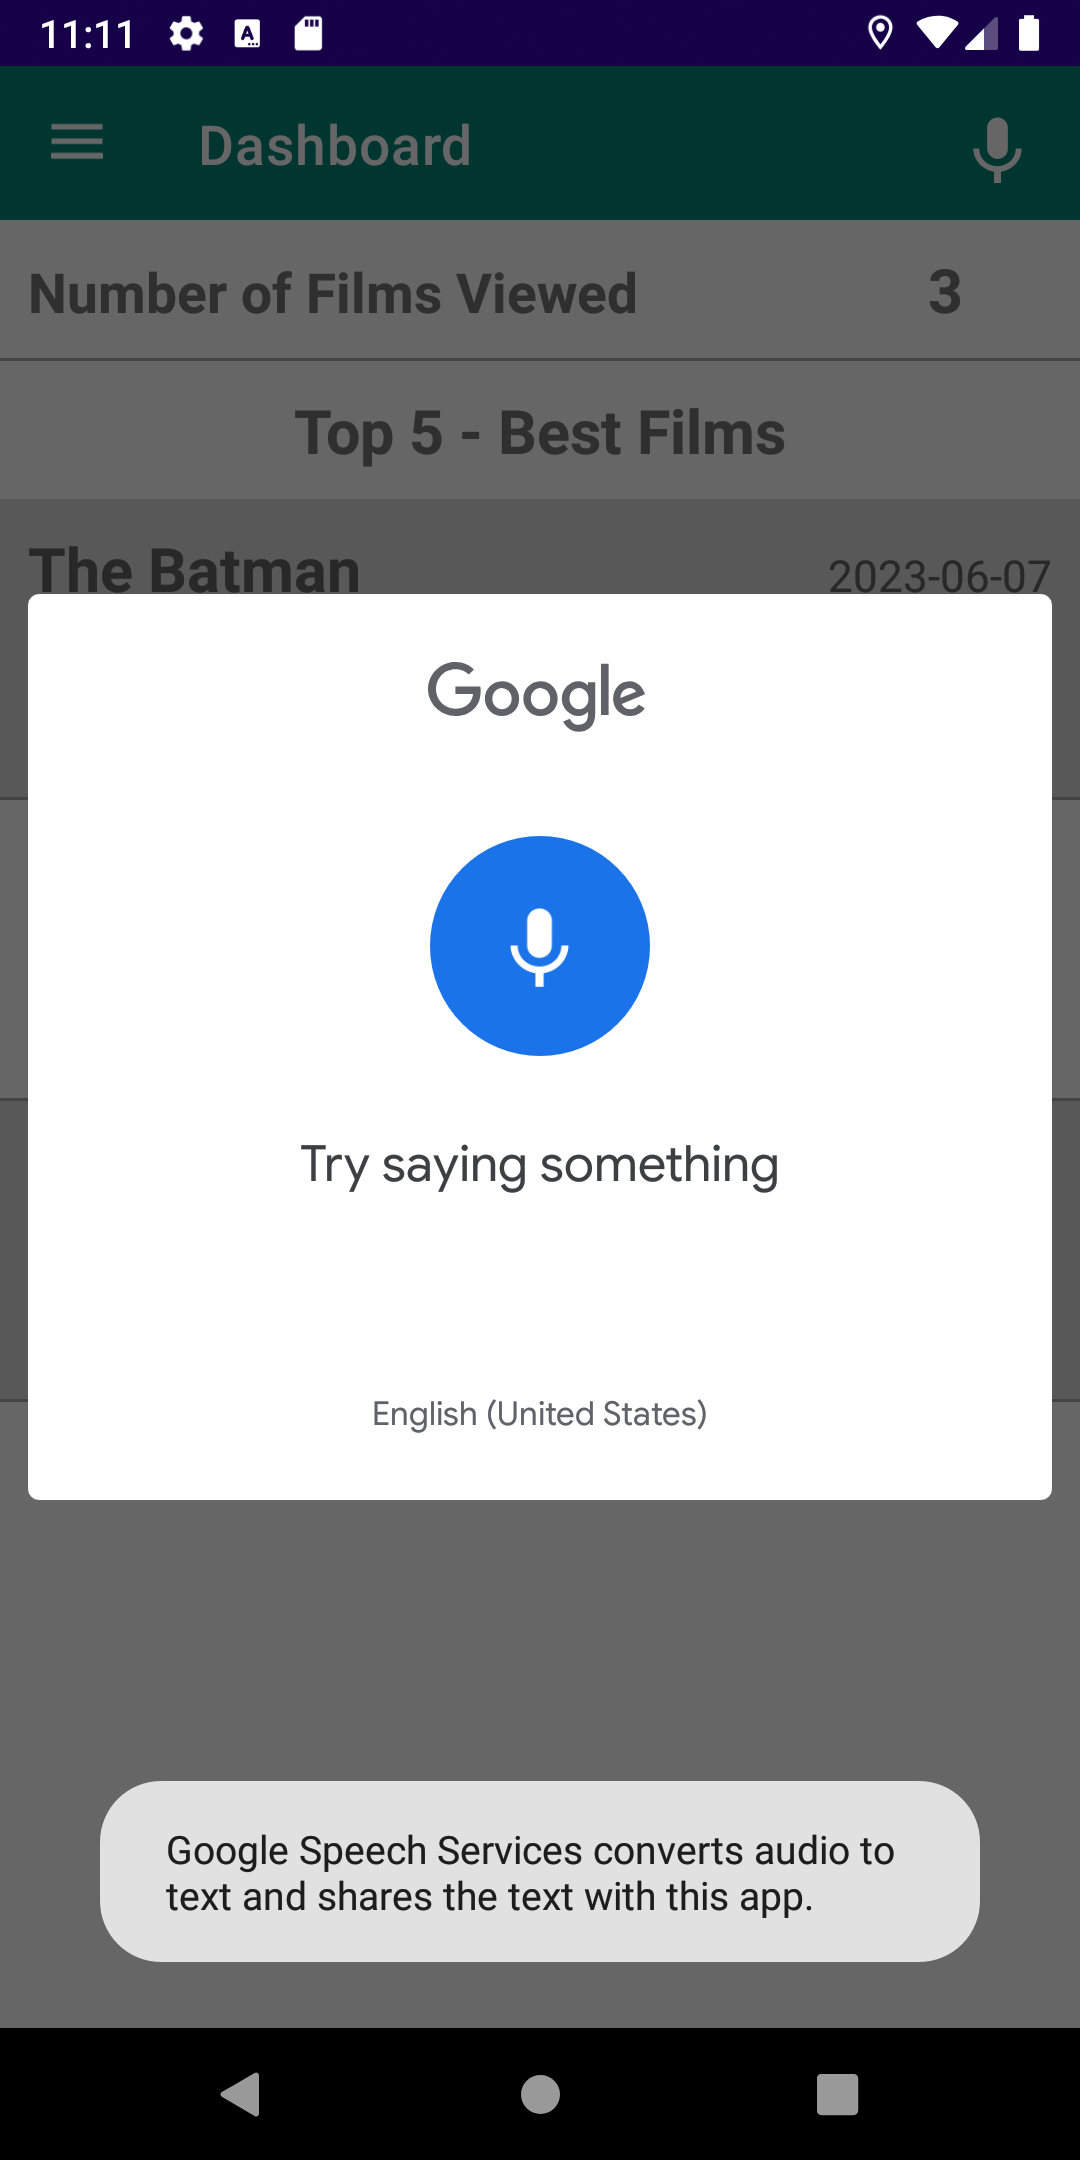 11:11
Dashboard
Number of Films Viewed 3
Top 5 - Best Films
The Batman 2023-06-07
Google
Try saying something
English (United States)
Google Speech Services converts audio to
text and shares the text with this app.